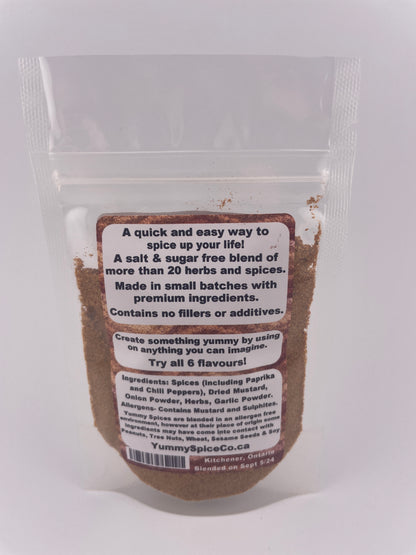 A quick and easy way to
spice up your life!
A salt & sugar free blend of
more than 20 herbs and spices.
Made in small batches with
premium ingredients.
Contains no fillers or additives.
Create something yummy by using
on anything you can imagine.
Try all 6 flavours!
Ingredients: Spices (including Paprika
and Chili Peppers), Dried Mustard,
Onion Powder, Herbs, Garlic Powder.
Allergens- Contains Mustard and Sulphites.
Yummy Spices are blended in an allergen free
environment, however at their place of origin some
ingredients may have come into contact with
Peanuts, Tree Nuts, Wheat, Sesame Seeds & Soy
YummySpiceCo.ca
Kitchener, Ontario
Blended on Sept 5/24